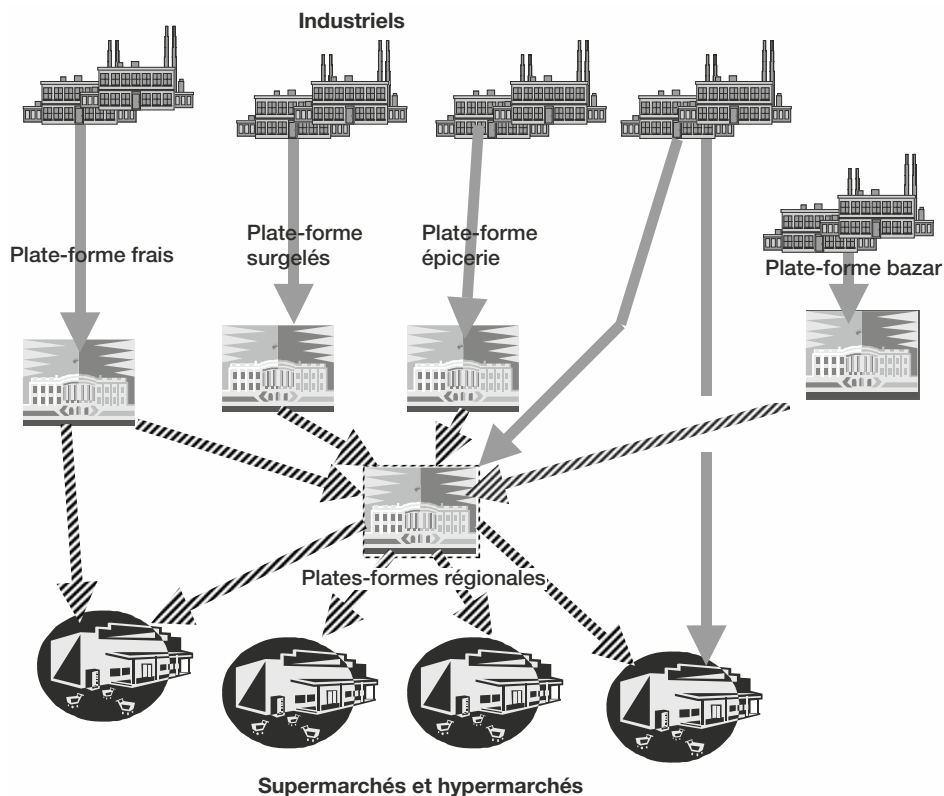 Industriels
Plate-forme frais
Plate-forme
surgelés
Plate-forme
épicerie
Plate-forme bazar
Plates-formes régionales
Supermarchés et hypermarchés